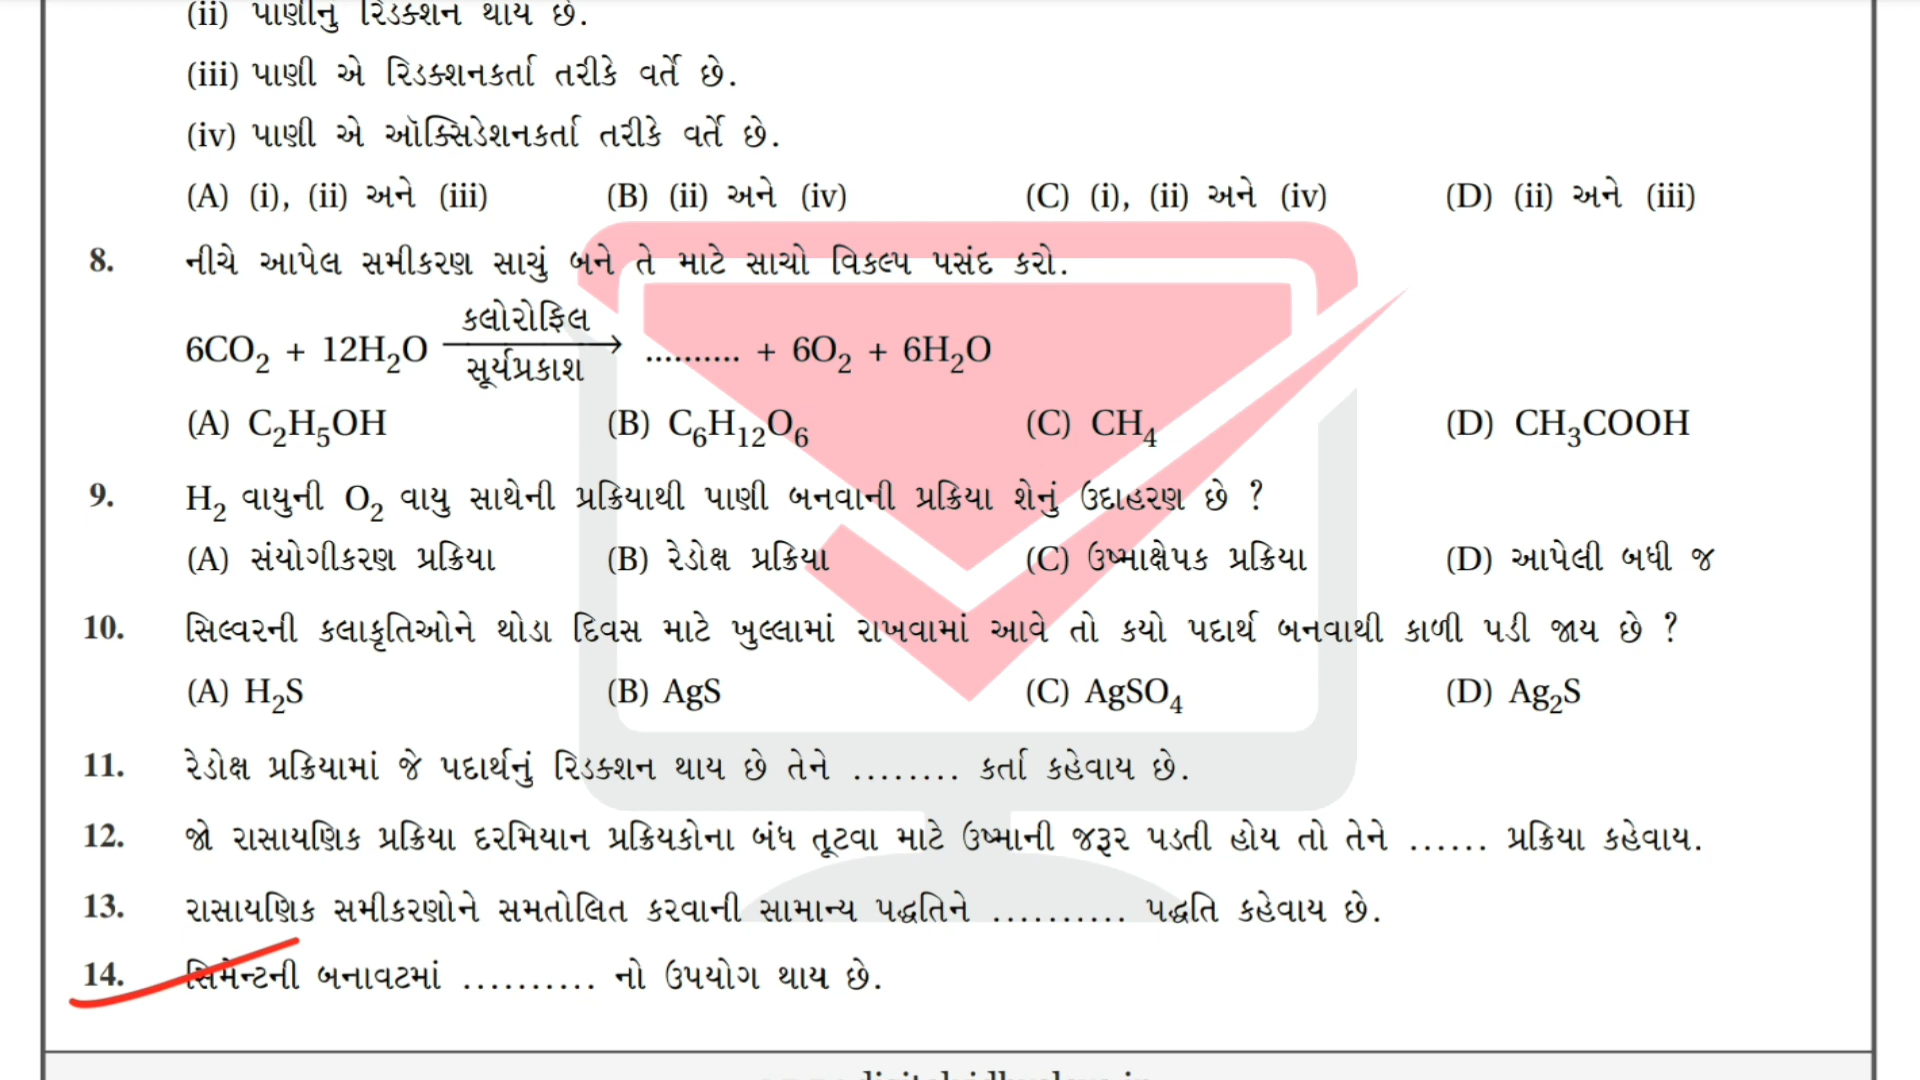 (ii) પાણીનું રિડક્શન થાય છે.
(iii) પાણી એ રિડક્શનકર્તા તરીકે વર્તે છે.
(iv) પાણી એ ઑક્સિડેશનકર્તા તરીકે વર્તે છે.
(A) (i), (ii) અને (iii) (B) (ii) અને (iv) (C) (i), (ii) અને (iv) (D) (ii) અને (iii)
8. નીચે આપેલ સમીકરણ સાચું બને તે માટે સાચો વિકલ્પ પસંદ કરો.
કલોરોફિલ
6CO₂ + 12H₂O ⟶ .......... + 6O₂ + 6H₂O
સૂર્યપ્રકાશ
(A) C₂H₅OH (B) C₆H₁₂O₆ (C) CH₄ (D) CH₃COOH
9. H₂ વાયુની O₂ વાયુ સાથેની પ્રક્રિયાથી પાણી બનવાની પ્રક્રિયા શેનું ઉદાહરણ છે ?
(A) સંયોગીકરણ પ્રક્રિયા (B) રેડોક્ષ પ્રક્રિયા (C) ઉષ્માક્ષેપક પ્રક્રિયા (D) આપેલી બધી જ
10. સિલ્વરની કલાકૃતિઓને થોડા દિવસ માટે ખુલ્લામાં રાખવામાં આવે તો કયો પદાર્થ બનવાથી કાળી પડી જાય છે ?
(A) H₂S (B) AgS (C) AgSO₄ (D) Ag₂S
11. રેડોક્ષ પ્રક્રિયામાં જે પદાર્થનું રિડક્શન થાય છે તેને ........ કર્તા કહેવાય છે.
12. જો રાસાયણિક પ્રક્રિયા દરમિયાન પ્રક્રિયકોના બંધ તૂટવા માટે ઉષ્માની જરૂર પડતી હોય તો તેને ...... પ્રક્રિયા કહેવાય.
13. રાસાયણિક સમીકરણોને સમતોલિત કરવાની સામાન્ય પદ્ધતિને .......... પદ્ધતિ કહેવાય છે.
14. સિમેન્ટની બનાવટમાં .......... નો ઉપયોગ થાય છે.